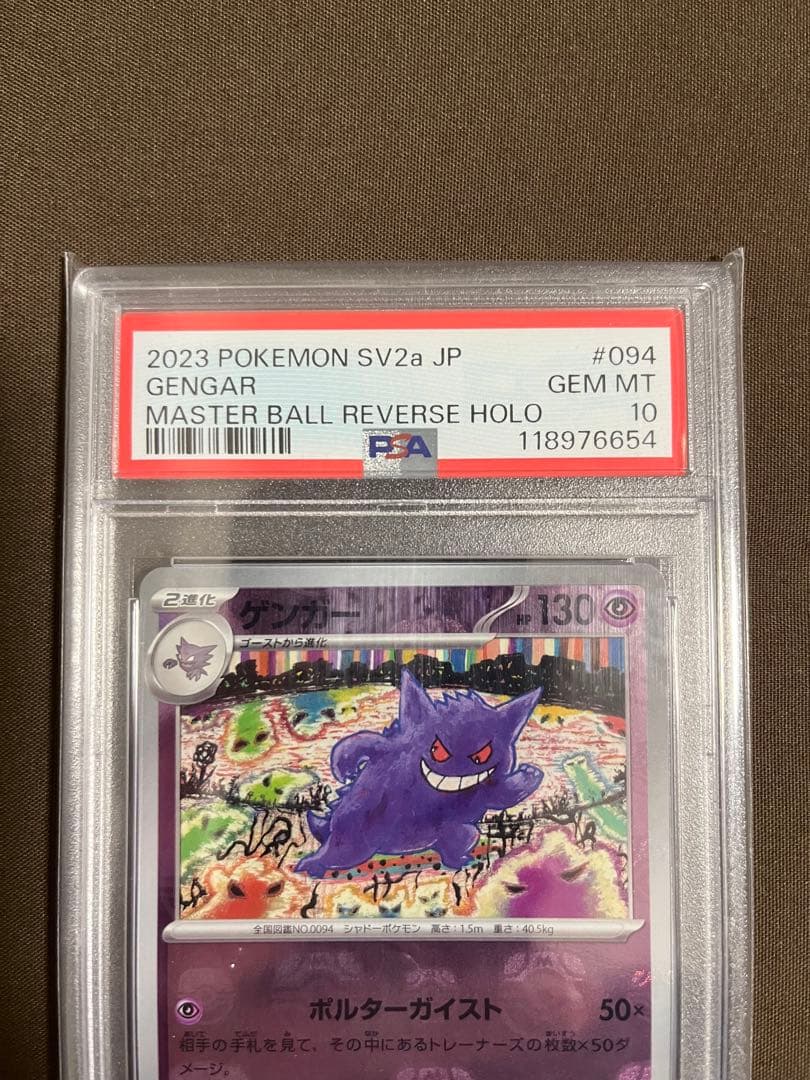 2023 POKEMON SV2a JP #094
GENGAR GEM MT
MASTER BALL REVERSE HOLO 10
PSA 118976654
2進化
ゲンガー HP 130
ゴーストから進化
全国図鑑NO.0094 シャドーポケモン 高さ：1.5m 重さ：40.5kg
ポルターガイスト 50×
相手の手札を見て、その中にあるトレーナーズの枚数×50ダ
メージ。